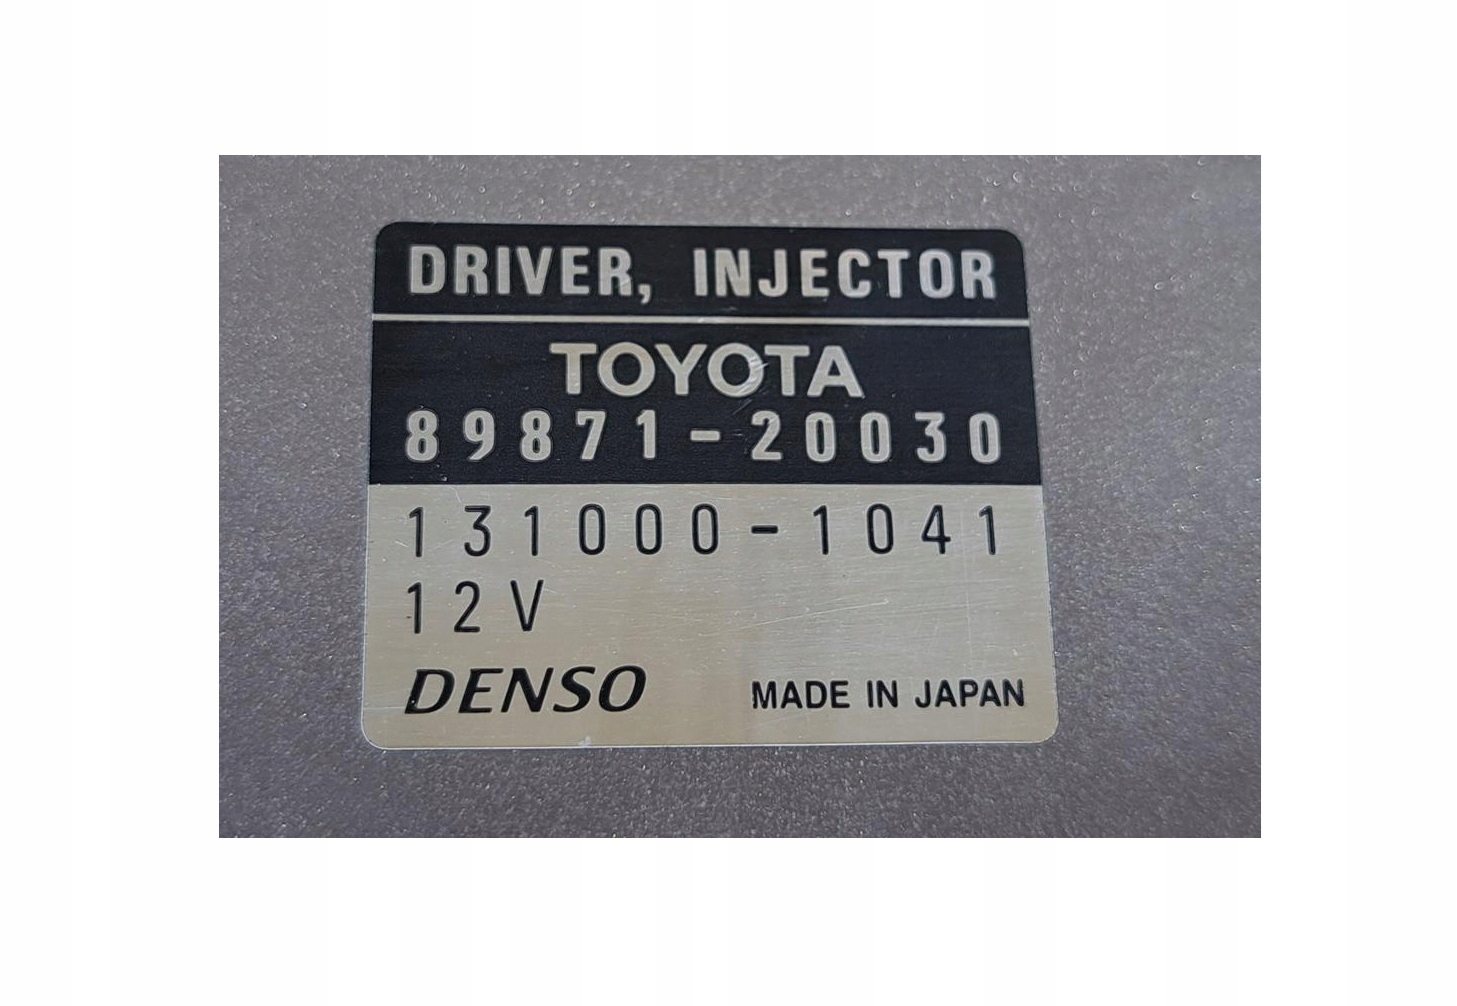 DRIVER, INJECTOR
TOYOTA
89871-20030
131000-1041
12V
DENSO MADE IN JAPAN